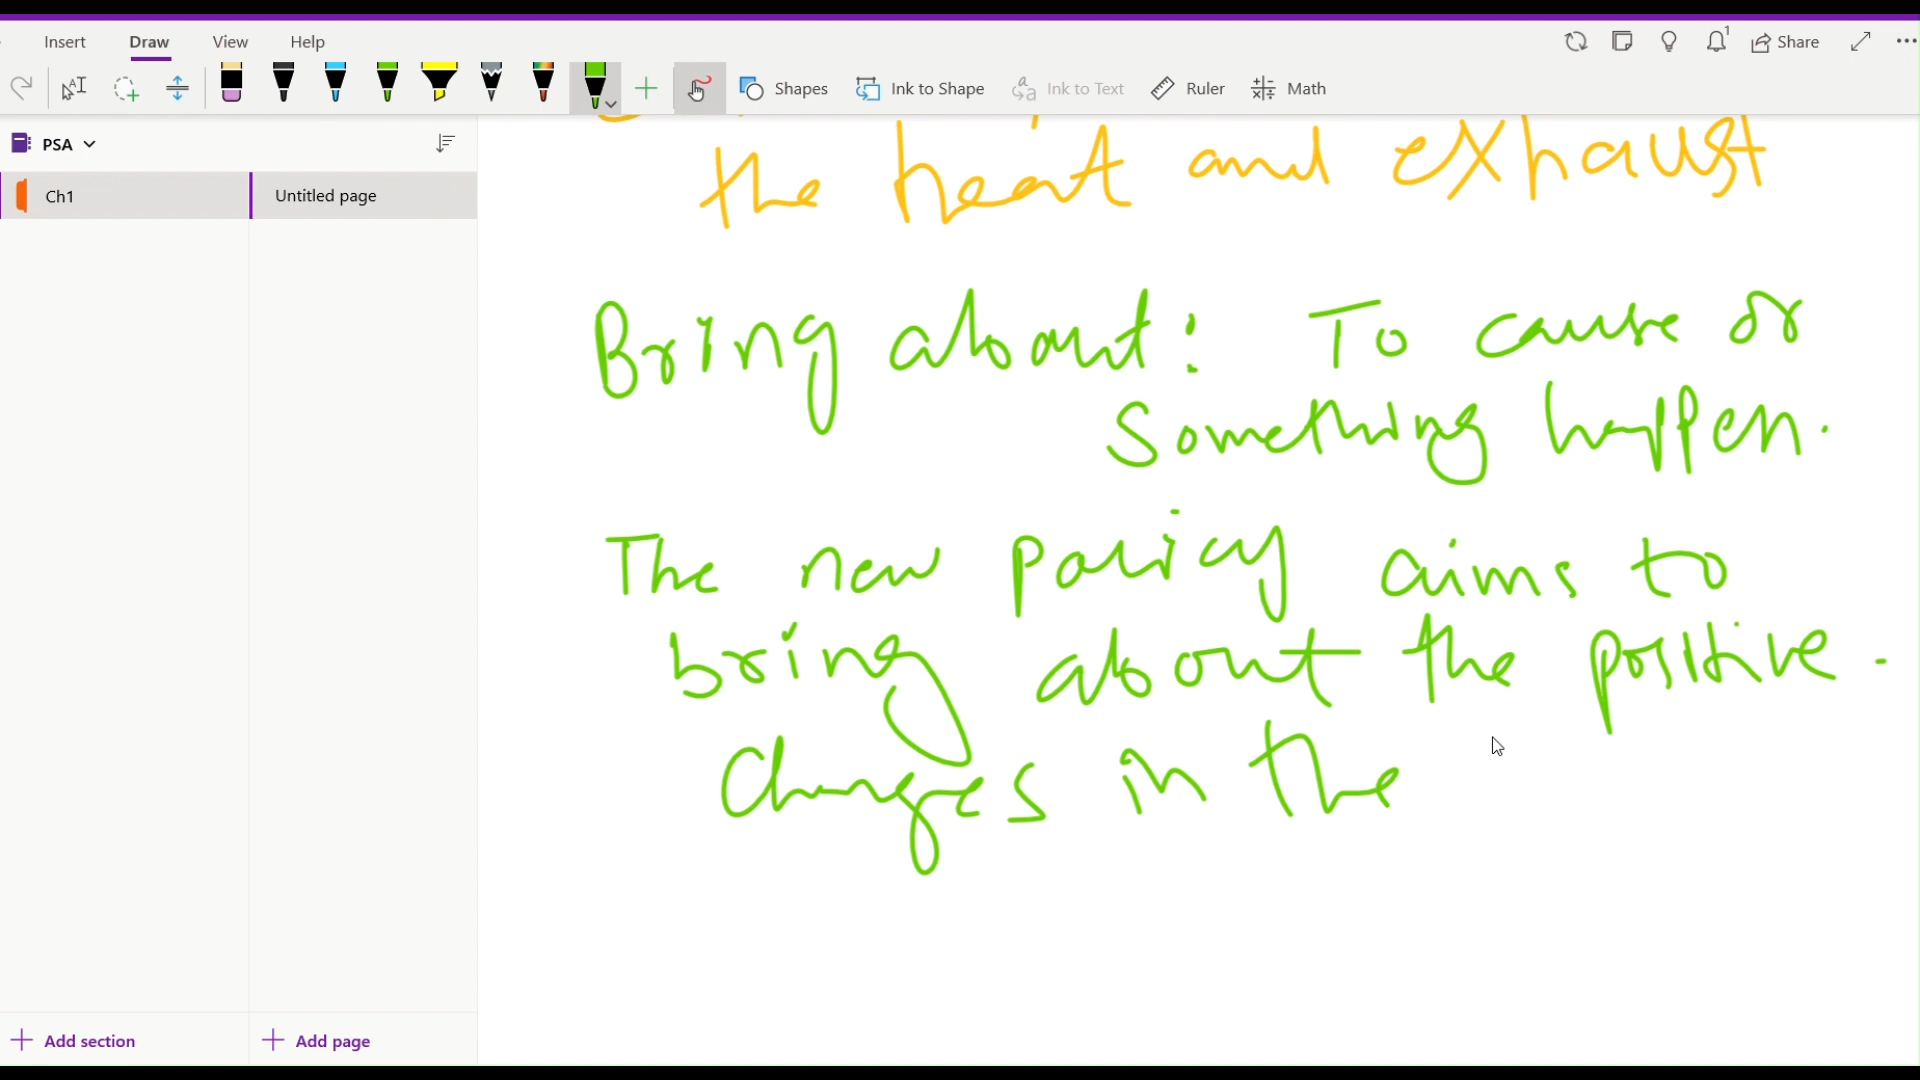 Insert Draw View Help 1 Share
Shapes Ink to Shape Ink to Text Ruler Math
PSA
Ch1 Untitled page
the heat and exhaust
Bring about : To cause or
Something happen.
The new policy aims to
bring about the positive.
changes in the
Add section Add page